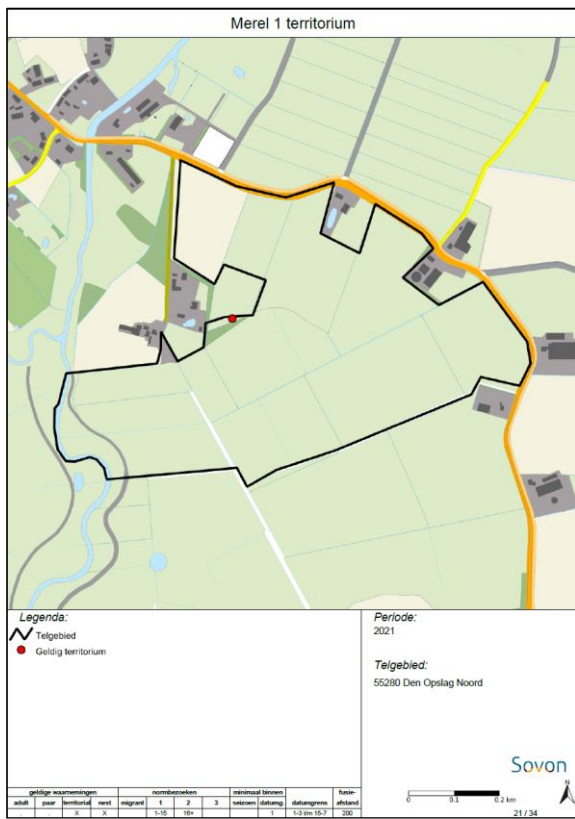 Merel 1 territorium
Legenda:
Telgebied
Geldig territorium
Periode:
2021
Telgebied:
55280 Den Opslag Noord
Sovon
0 0.1 0.2 km
N
21 / 34
geldige waarnemingen normbezoeken minimaal binnen fusie-
adult paar territoriaal nest migrant 1 2 3 seizoen datumg. datumgrens afstand
. . X X 1-15 16+ 1 1-3 t/m 15-7 200